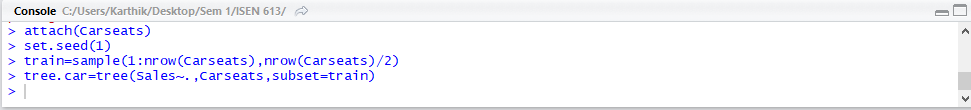 Console C:/Users/Karthik/Desktop/Sem 1/ISEN 613/
> attach(Carseats)
> set.seed(1)
> train=sample(1:nrow(Carseats),nrow(Carseats)/2)
> tree.car=tree(Sales~.,Carseats,subset=train)
>